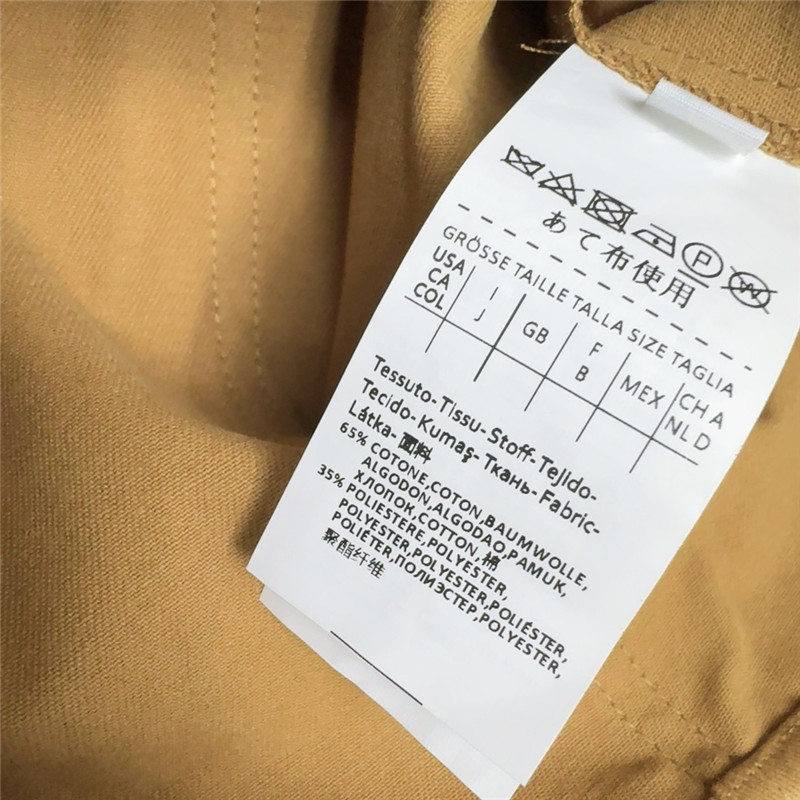 P
W
あて布使用
GRÖSSE TAILLE TALLA SIZE TAGLIA
USA CA COL
I J
GB
F B
MEX
CH A NL D
Tessuto-Tissu-Stoff-Tejido-
Tecido-Kumaş-Ткань-Fabric-
Látka-面料
65% COTONE,COTON,BAUMWOLLE,
ALGODON,ALGODAO,PAMUK,
ХЛОПОК,COTTON,棉
35% POLIESTERE,POLYESTER,
POLYESTER,POLYESTER,POLIÉSTER,
POLIÉTER,ПОЛИЭСТЕР,POLYESTER,
聚酯纤维